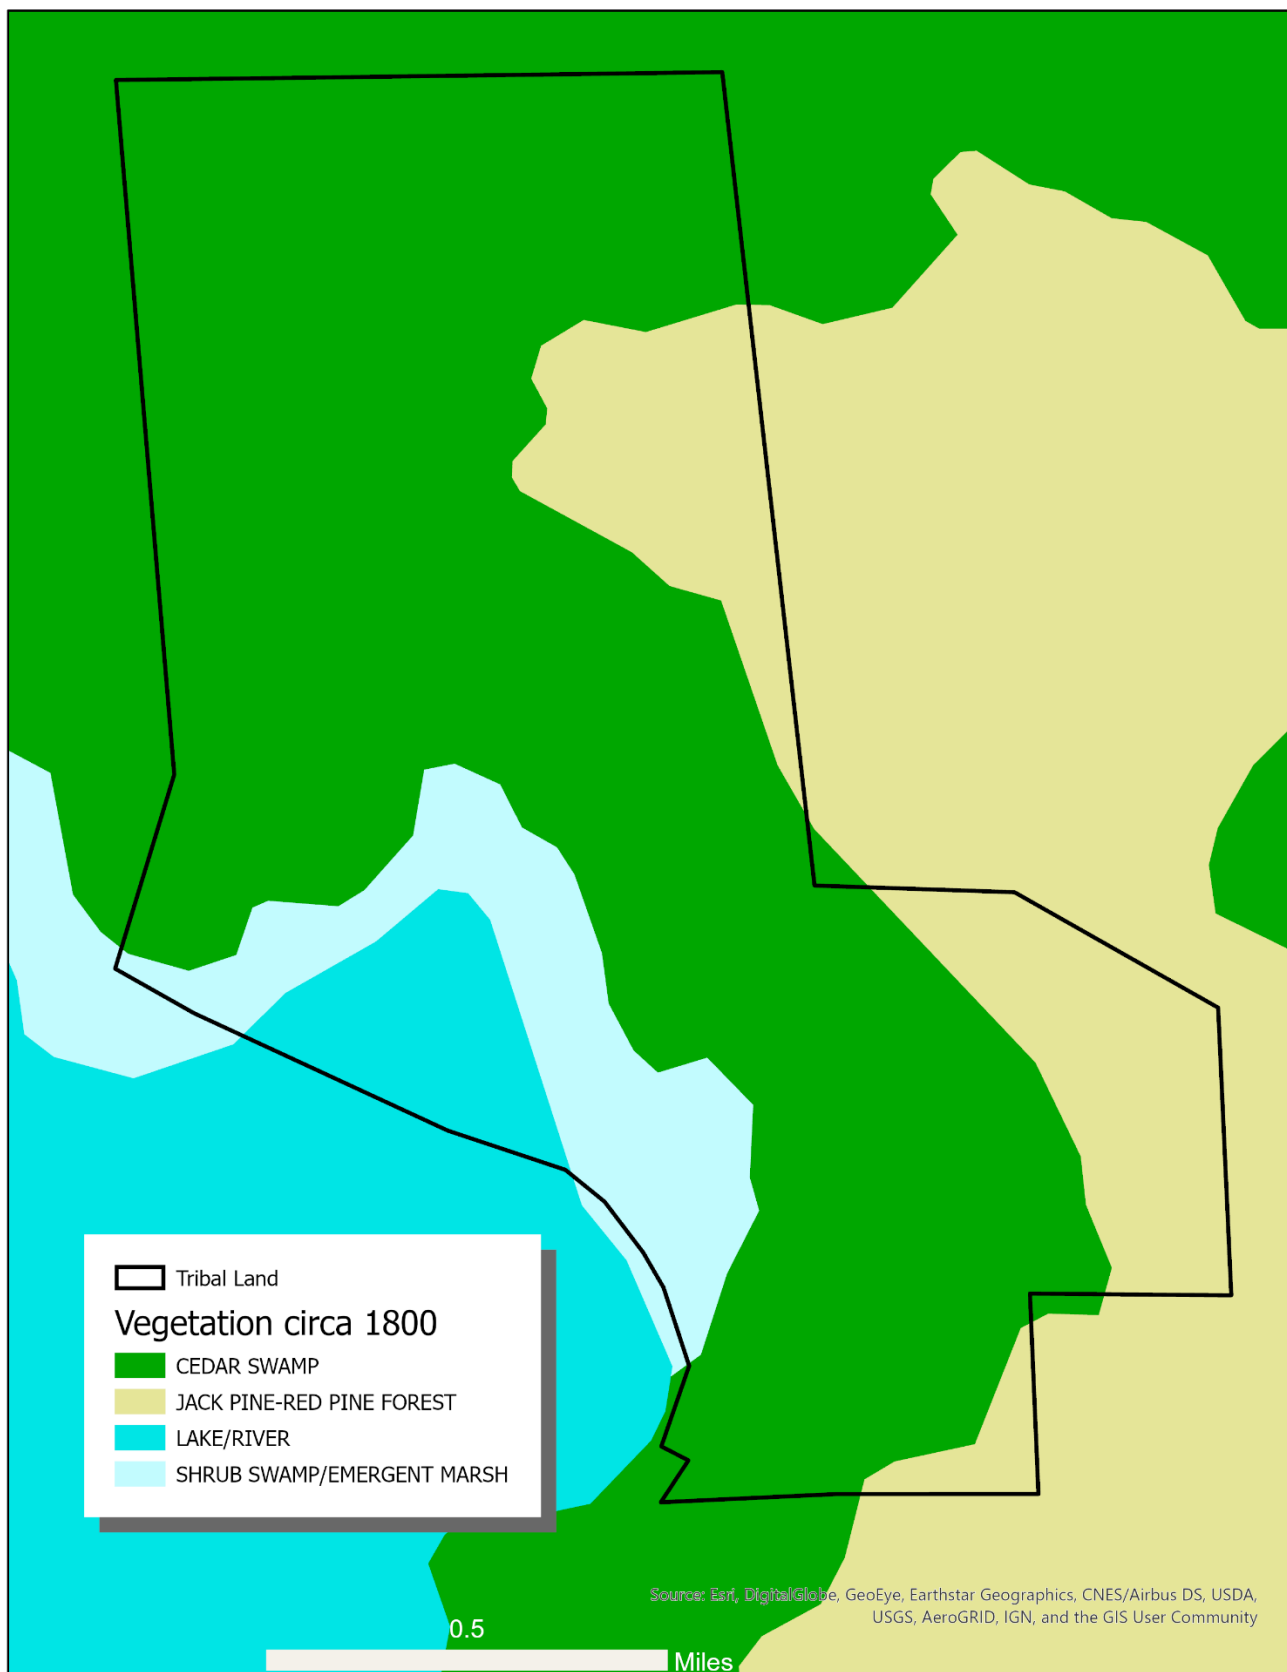 Tribal Land
Vegetation circa 1800
CEDAR SWAMP
JACK PINE-RED PINE FOREST
LAKE/RIVER
SHRUB SWAMP/EMERGENT MARSH
Source: Esri, DigitalGlobe, GeoEye, Earthstar Geographics, CNES/Airbus DS, USDA,
USGS, AeroGRID, IGN, and the GIS User Community
0.5
Miles